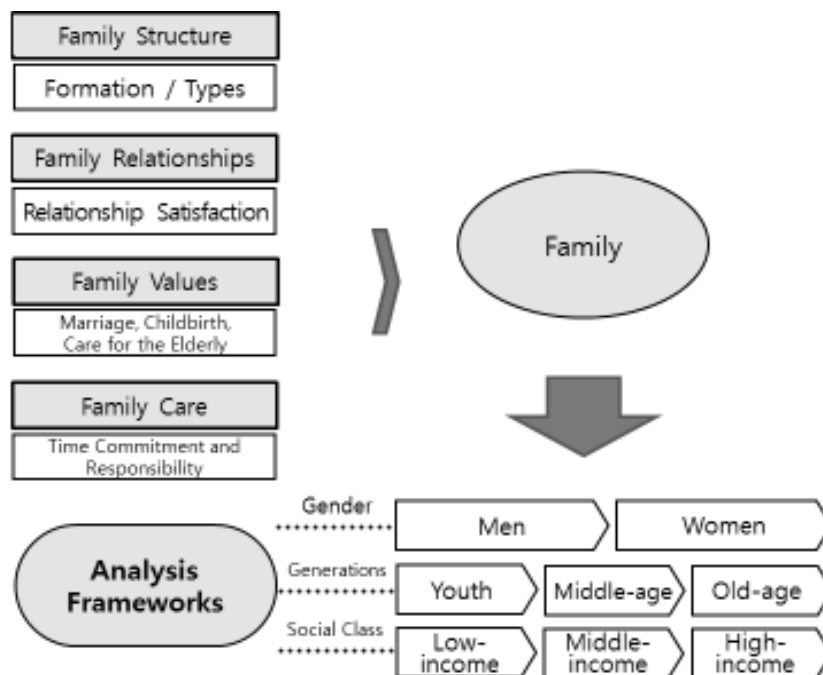 Family Structure
Formation / Types
Family Relationships
Relationship Satisfaction
Family Values
Marriage, Childbirth,
Care for the Elderly
Family Care
Time Commitment and
Responsibility
Family
Analysis
Frameworks
Gender
Men
Women
Generations
Youth
Middle-age
Old-age
Social Class
Low-
income
Middle-
income
High-
income